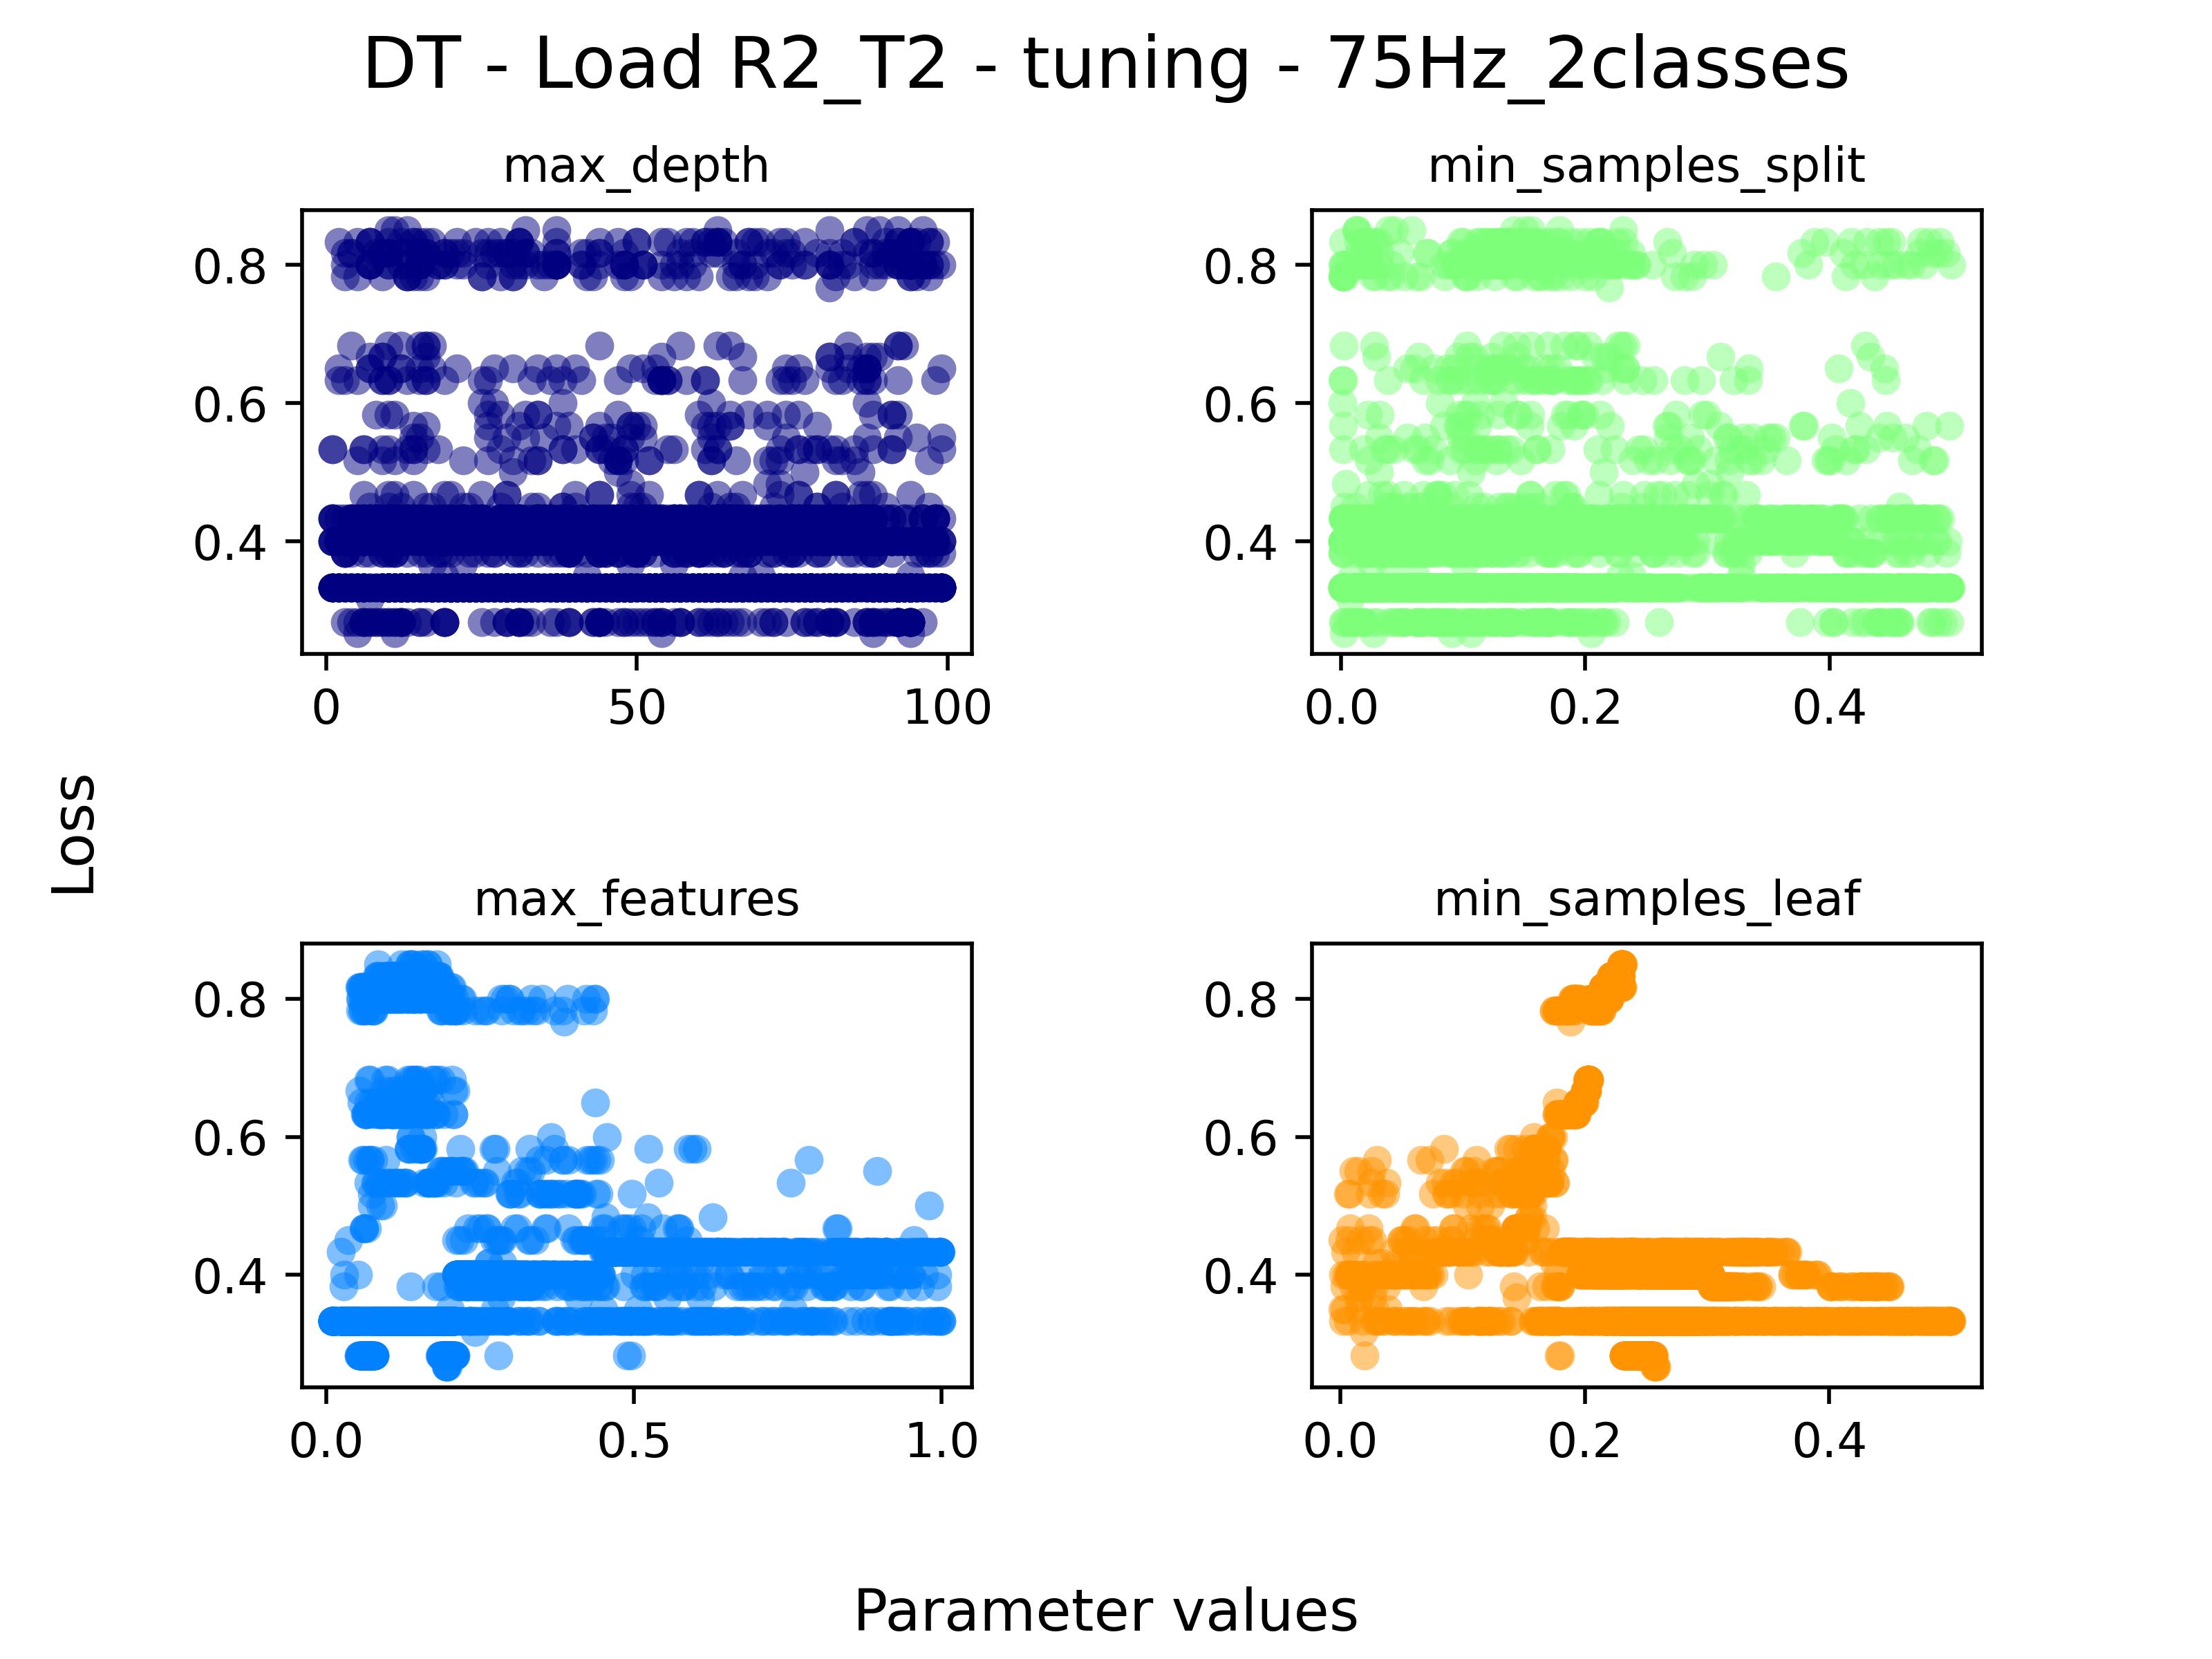 DT - Load R2_T2 - tuning - 75Hz_2classes
max_depth
0.8
0.6
0.4
0 50 100
min_samples_split
0.8
0.6
0.4
0.0 0.2 0.4
Loss
max_features
0.8
0.6
0.4
0.0 0.5 1.0
min_samples_leaf
0.8
0.6
0.4
0.0 0.2 0.4
Parameter values